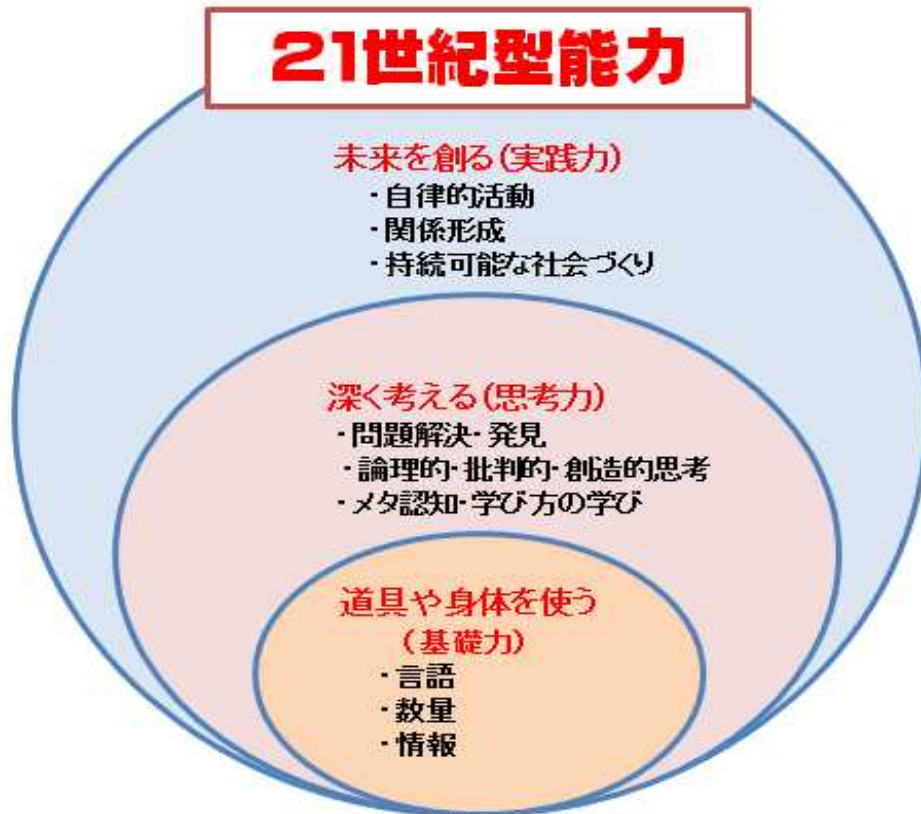 21世紀型能力
未来を創る(実践力)
・自律的活動
・関係形成
・持続可能な社会づくり
深く考える(思考力)
・問題解決・発見
・論理的・批判的・創造的思考
・メタ認知・学び方の学び
道具や身体を使う
(基礎力)
・言語
・数量
・情報